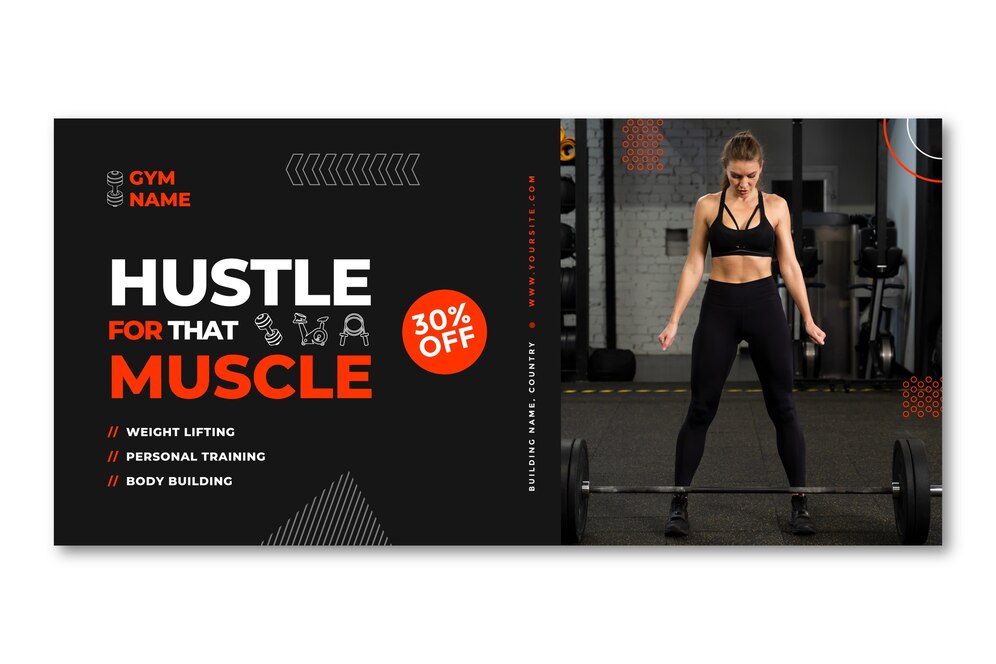 GYM
NAME
HUSTLE
FOR THAT
MUSCLE
30%
OFF
// WEIGHT LIFTING
// PERSONAL TRAINING
// BODY BUILDING
BUILDING NAME, COUNTRY ● WWW.YOURSITE.COM